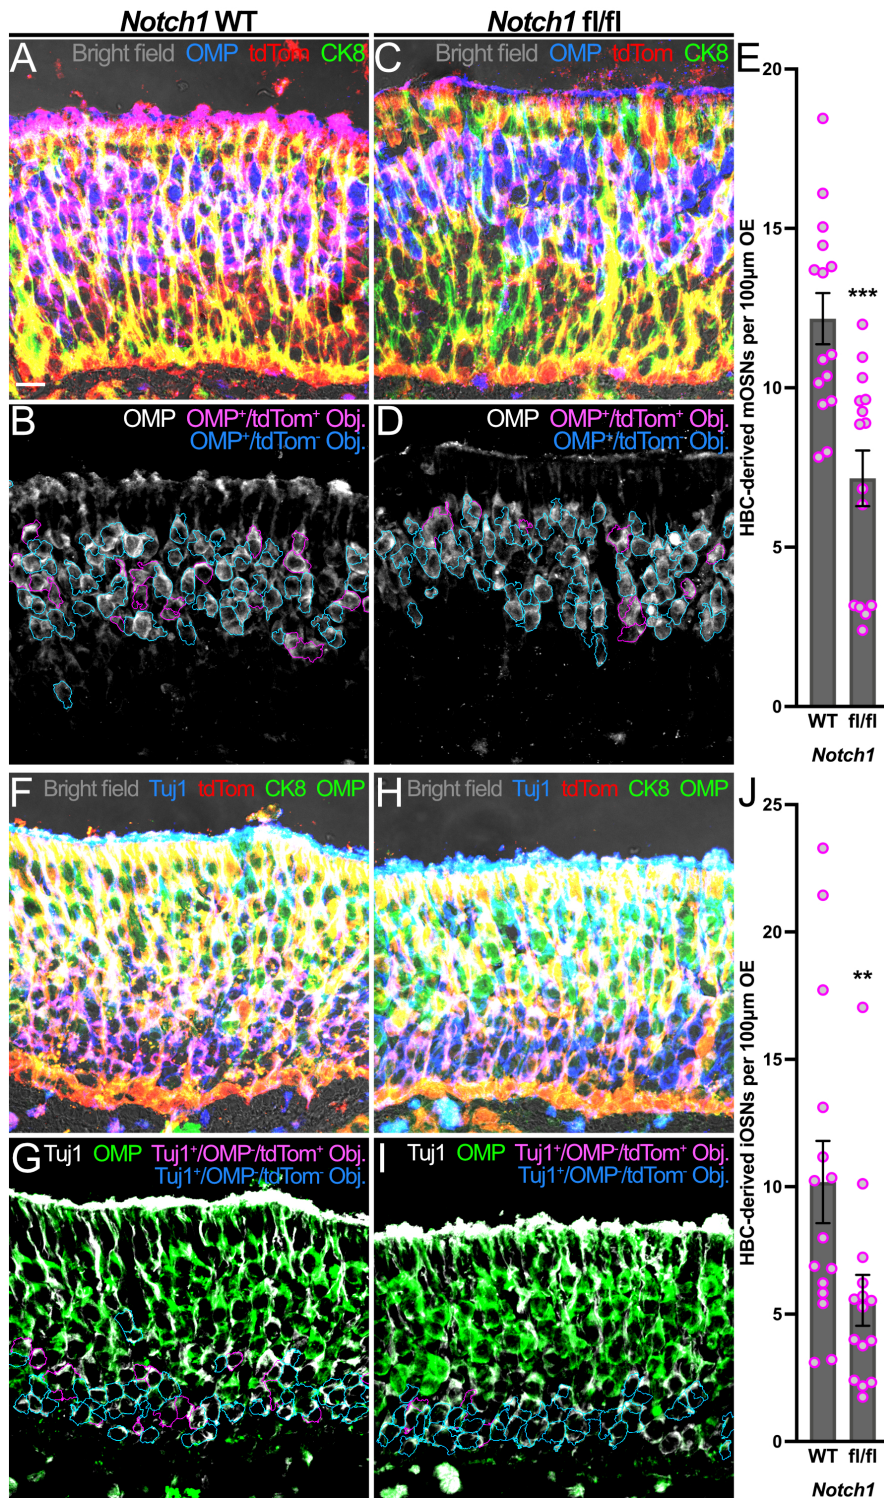 Notch1 WT
Notch1 fl/fl
A
Bright field OMP tdTom CK8
C
Bright field OMP tdTom CK8
E
20
15
10
5
0
HBC-derived mOSNs per 100μm OE
***
WT
fl/fl
Notch1
B
OMP OMP⁺/tdTom⁺ Obj.
OMP⁺/tdTom⁻ Obj.
D
OMP OMP⁺/tdTom⁺ Obj.
OMP⁺/tdTom⁻ Obj.
F
Bright field Tuj1 tdTom CK8 OMP
H
Bright field Tuj1 tdTom CK8 OMP
J
25
20
15
10
5
0
HBC-derived iOSNs per 100μm OE
**
WT
fl/fl
Notch1
G
Tuj1 OMP Tuj1⁺/OMP⁻/tdTom⁺ Obj.
Tuj1⁺/OMP⁻/tdTom⁻ Obj.
I
Tuj1 OMP Tuj1⁺/OMP⁻/tdTom⁺ Obj.
Tuj1⁺/OMP⁻/tdTom⁻ Obj.